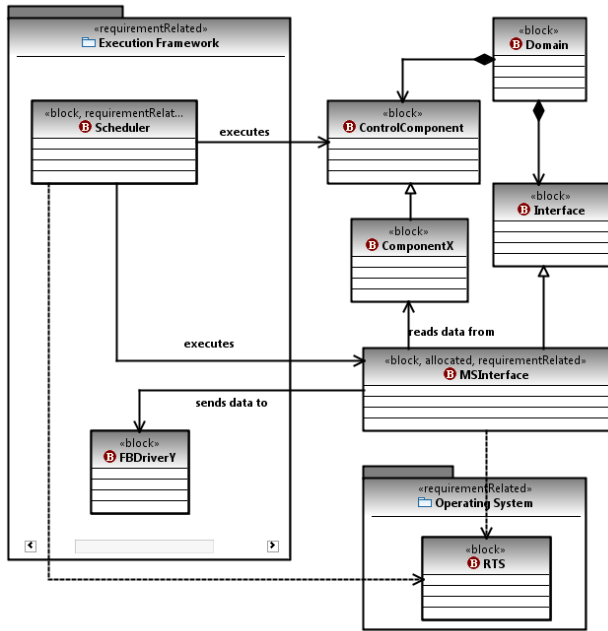 «requirementRelated»
Execution Framework
«block, requirementRelat...
B Scheduler
executes
«block»
B ControlComponent
«block»
B Domain
«block»
B Interface
«block»
B ComponentX
reads data from
executes
«block, allocated, requirementRelated»
B MSInterface
sends data to
«block»
B FBDriverY
«requirementRelated»
Operating System
«block»
B RTS